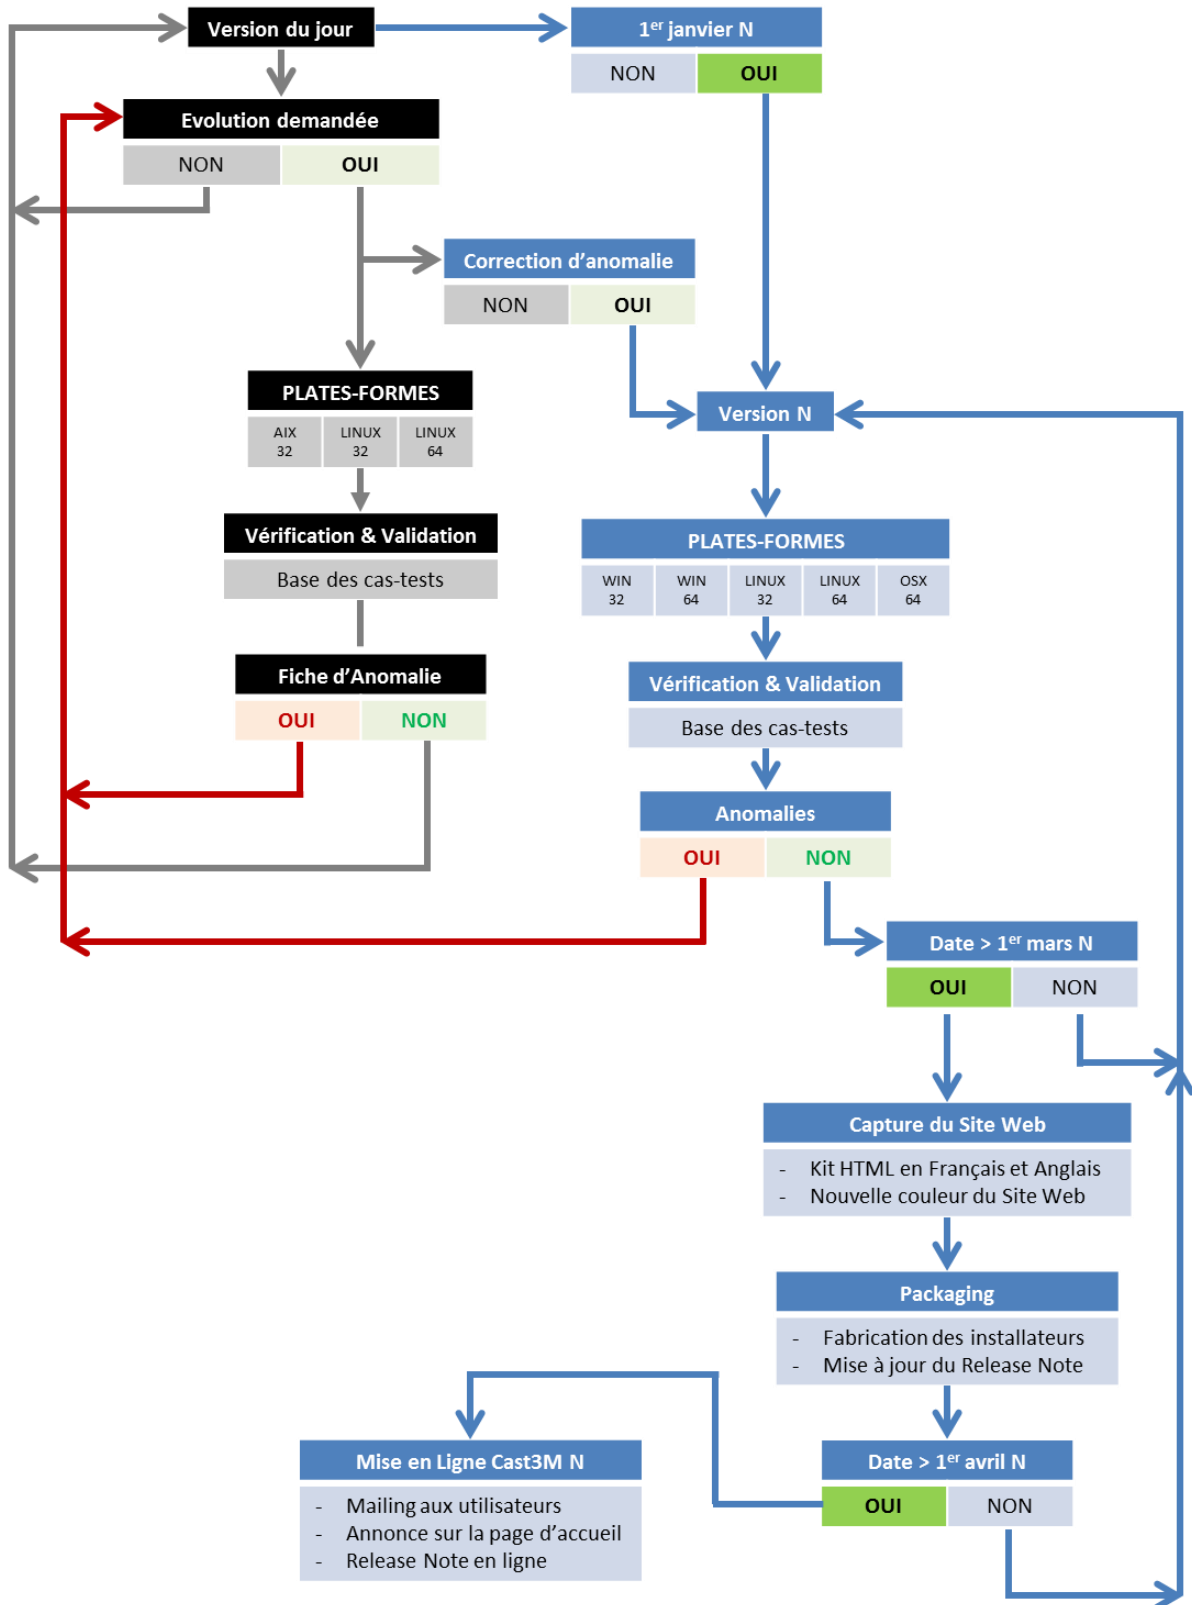 Version du jour
1er janvier N
NON
OUI
Evolution demandée
NON
OUI
Correction d’anomalie
NON
OUI
PLATES-FORMES
AIX
32
LINUX
32
LINUX
64
Version N
Vérification & Validation
Base des cas-tests
PLATES-FORMES
WIN
32
WIN
64
LINUX
32
LINUX
64
OSX
64
Fiche d’Anomalie
OUI
NON
Vérification & Validation
Base des cas-tests
Anomalies
OUI
NON
Date > 1er mars N
OUI
NON
Capture du Site Web
- Kit HTML en Français et Anglais
- Nouvelle couleur du Site Web
Packaging
- Fabrication des installateurs
- Mise à jour du Release Note
Date > 1er avril N
OUI
NON
Mise en Ligne Cast3M N
- Mailing aux utilisateurs
- Annonce sur la page d’accueil
- Release Note en ligne